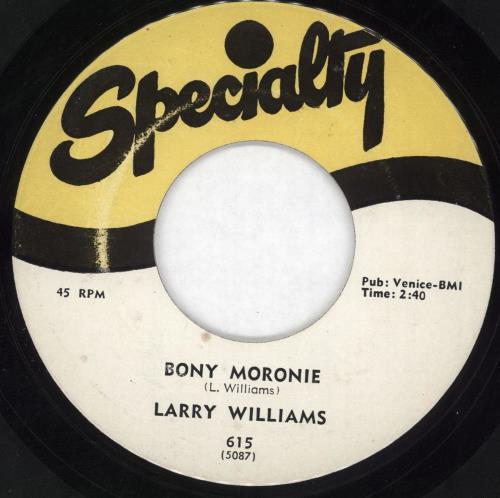 Specialty
45 RPM
Pub: Venice-BMI
Time: 2:40
BONY MORONIE
(L. Williams)
LARRY WILLIAMS
615
(5087)